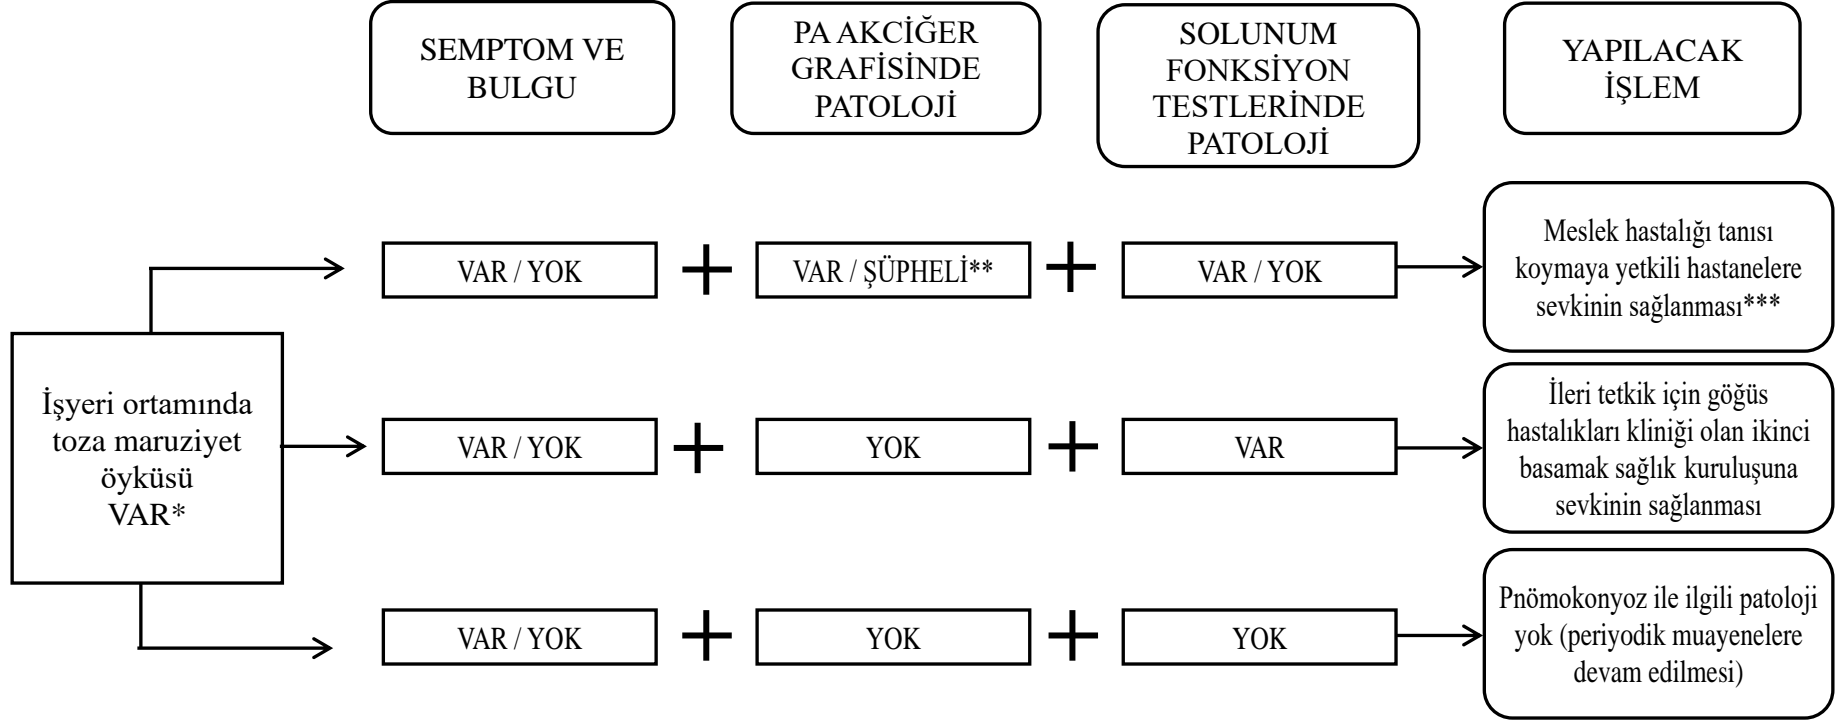 SEMPTOM VE
BULGU
PA AKCİĞER
GRAFİSİNDE
PATOLOJİ
SOLUNUM
FONKSİYON
TESTLERİNDE
PATOLOJİ
YAPILACAK
İŞLEM
İşyeri ortamında
toza maruziyet
öyküsü
VAR*
VAR / YOK
+
VAR / ŞÜPHELİ**
+
VAR / YOK
Meslek hastalığı tanısı
koymaya yetkili hastanelere
sevkinin sağlanması***
VAR / YOK
+
YOK
+
VAR
İleri tetkik için göğüs
hastalıkları kliniği olan ikinci
basamak sağlık kuruluşuna
sevkinin sağlanması
VAR / YOK
+
YOK
+
YOK
Pnömokonyoz ile ilgili patoloji
yok (periyodik muayenelere
devam edilmesi)